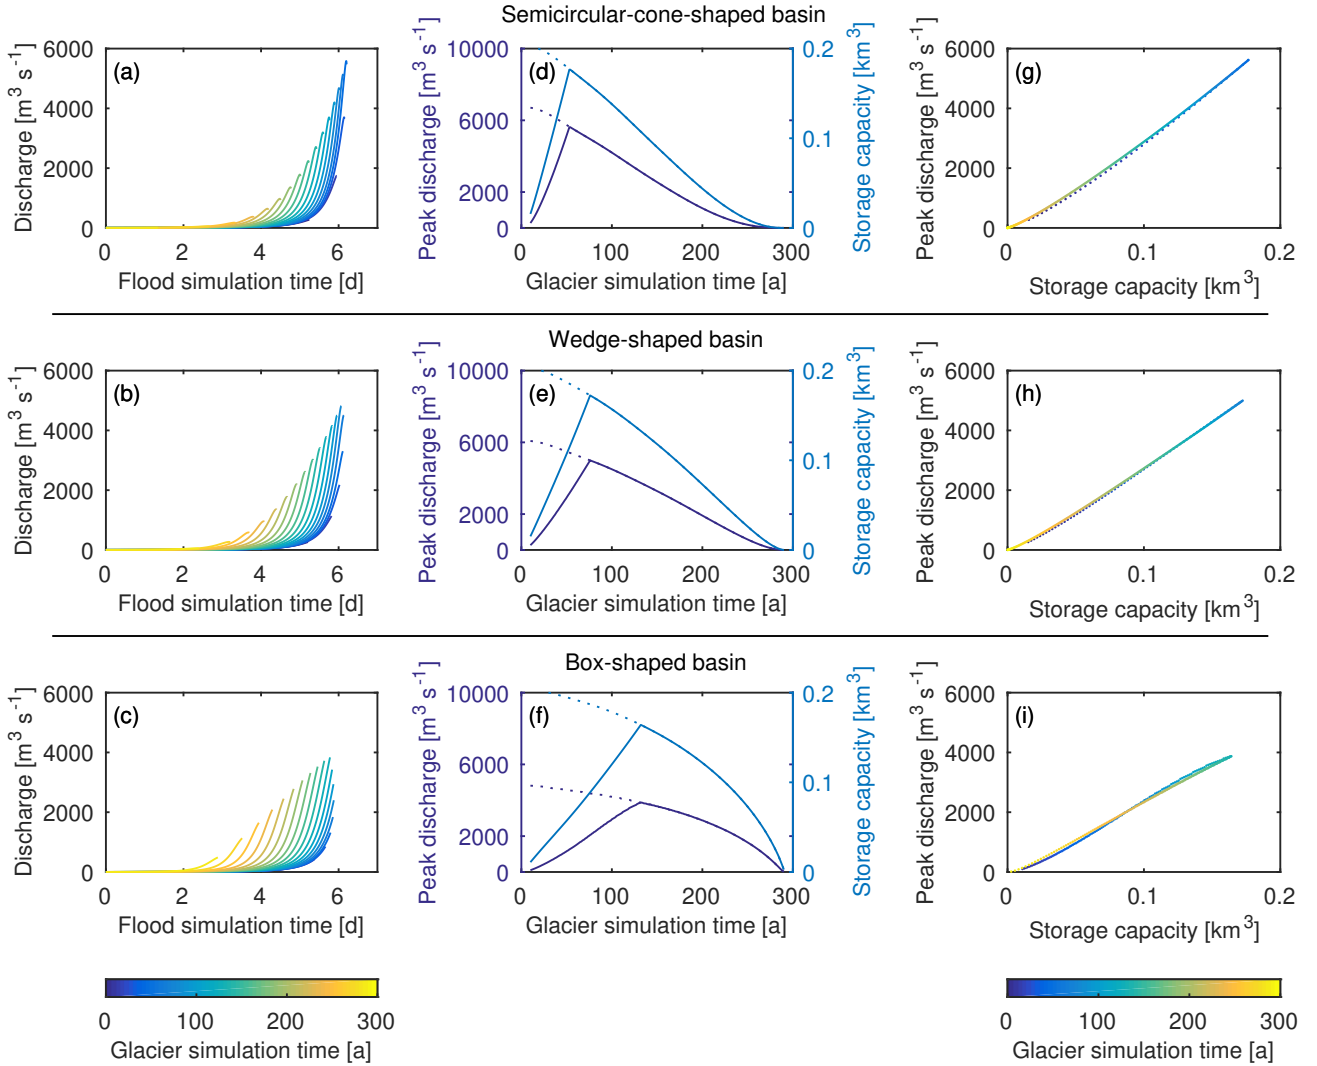 Semicircular-cone-shaped basin
(a)
Discharge [m³ s⁻¹]
6000
4000
2000
0
0 2 4 6
Flood simulation time [d]
(d)
Peak discharge [m³ s⁻¹]
10000
6000
2000
0
0 100 200 300
Glacier simulation time [a]
0.2
0.1
0
Storage capacity [km³]
(g)
Peak discharge [m³ s⁻¹]
6000
4000
2000
0
0 0.1 0.2
Storage capacity [km³]
Wedge-shaped basin
(b)
Discharge [m³ s⁻¹]
6000
4000
2000
0
0 2 4 6
Flood simulation time [d]
(e)
Peak discharge [m³ s⁻¹]
10000
6000
2000
0
0 100 200 300
Glacier simulation time [a]
0.2
0.1
0
Storage capacity [km³]
(h)
Peak discharge [m³ s⁻¹]
6000
4000
2000
0
0 0.1 0.2
Storage capacity [km³]
Box-shaped basin
(c)
Discharge [m³ s⁻¹]
6000
4000
2000
0
0 2 4 6
Flood simulation time [d]
(f)
Peak discharge [m³ s⁻¹]
10000
6000
2000
0
0 100 200 300
Glacier simulation time [a]
0.2
0.1
0
Storage capacity [km³]
(i)
Peak discharge [m³ s⁻¹]
6000
4000
2000
0
0 0.1 0.2
Storage capacity [km³]
0 100 200 300
Glacier simulation time [a]
0 100 200 300
Glacier simulation time [a]